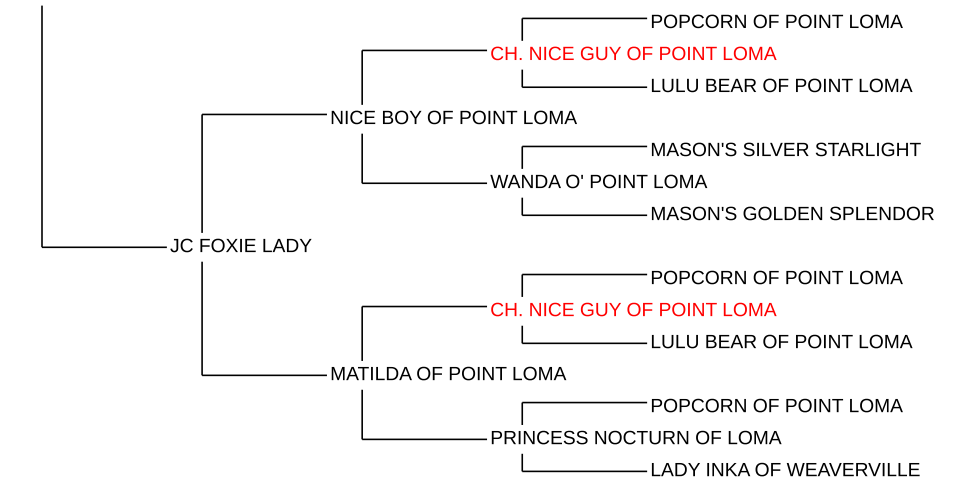 POPCORN OF POINT LOMA
CH. NICE GUY OF POINT LOMA
LULU BEAR OF POINT LOMA
NICE BOY OF POINT LOMA
MASON'S SILVER STARLIGHT
WANDA O' POINT LOMA
MASON'S GOLDEN SPLENDOR
JC FOXIE LADY
POPCORN OF POINT LOMA
CH. NICE GUY OF POINT LOMA
LULU BEAR OF POINT LOMA
MATILDA OF POINT LOMA
POPCORN OF POINT LOMA
PRINCESS NOCTURN OF LOMA
LADY INKA OF WEAVERVILLE